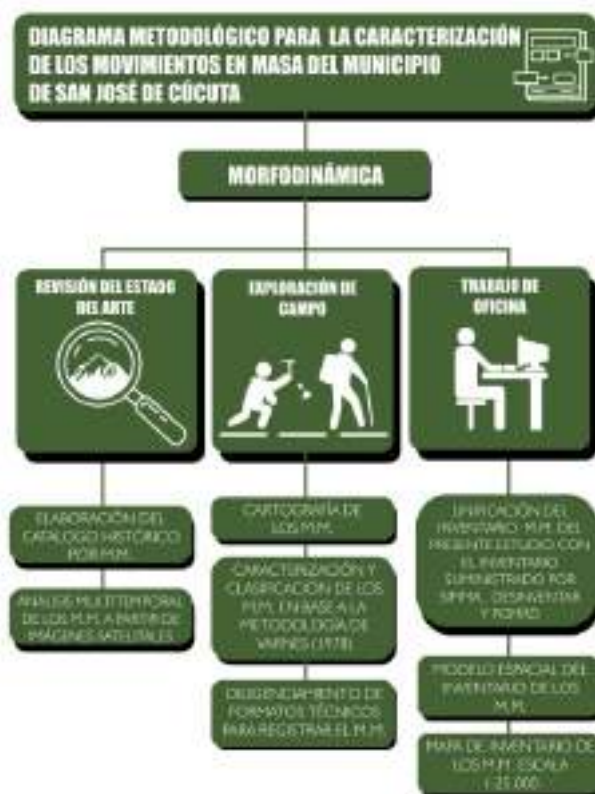 DIAGRAMA METODOLÓGICO PARA LA CARACTERIZACIÓN
DE LOS MOVIMIENTOS EN MASA DEL MUNICIPIO
DE SAN JOSÉ DE CÚCUTA
MORFODINÁMICA
REVISIÓN DEL ESTADO
DEL ARTE
ELABORACIÓN DEL
CATÁLOGO HISTÓRICO
POR M.M.
ANÁLISIS MULTITEMPORAL
DE LOS M.M. A PARTIR DE
IMÁGENES SATELITALES
EXPLORACIÓN DE
CAMPO
CARTOGRAFÍA DE
LOS M.M.
CARACTERIZACIÓN Y
CLASIFICACIÓN DE LOS
M.M. EN BASE A LA
METODOLOGÍA DE
VARNES (1978)
DILIGENCIAMIENTO DE
FORMATOS TÉCNICOS
PARA REGISTRAR EL M.M.
TRABAJO DE
OFICINA
UNIFICACIÓN DEL
INVENTARIO M.M. DEL
PRESENTE ESTUDIO CON
EL INVENTARIO
SUMINISTRADO POR
SIMMA, DESINVENTAR
Y
MODELO ESPACIAL DEL
INVENTARIO DE LOS
M.M.
MAPA DE INVENTARIO DE
LOS M.M. ESCALA
1:25.000